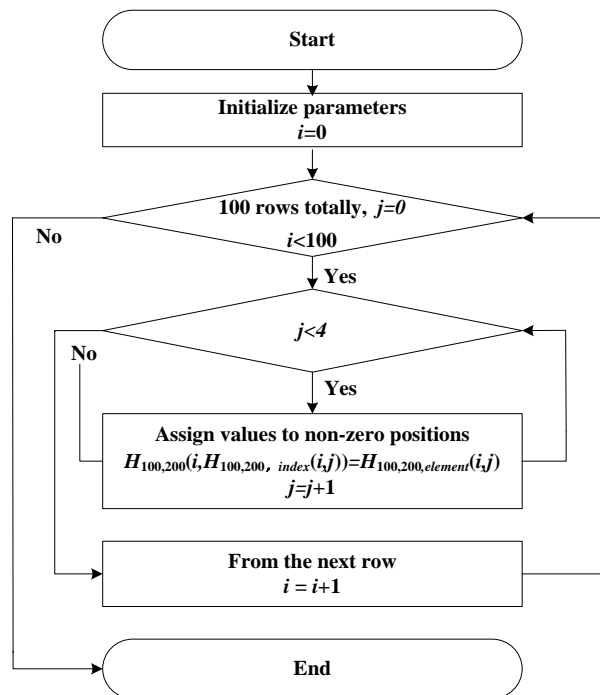 Start
Initialize parameters
i=0
100 rows totally, j=0
i<100
No
Yes
j<4
No
Yes
Assign values to non-zero positions
H100,200(i,H100,200, index(i,j))=H100,200,element(i,j)
j=j+1
From the next row
i = i+1
End